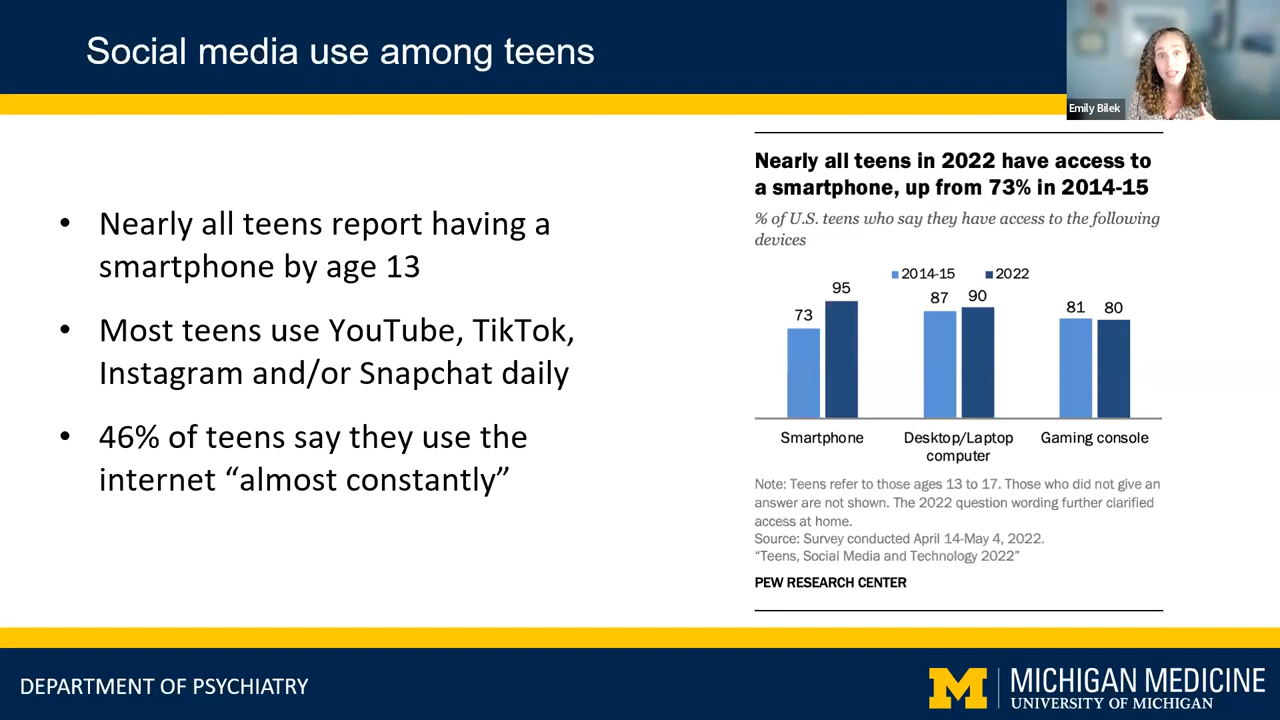 Social media use among teens
Emily Bilek
• Nearly all teens report having a
smartphone by age 13
• Most teens use YouTube, TikTok,
Instagram and/or Snapchat daily
• 46% of teens say they use the
internet “almost constantly”
Nearly all teens in 2022 have access to
a smartphone, up from 73% in 2014-15
% of U.S. teens who say they have access to the following
devices
2014-15 2022
73 95 87 90 81 80
Smartphone Desktop/Laptop Gaming console
computer
Note: Teens refer to those ages 13 to 17. Those who did not give an
answer are not shown. The 2022 question wording further clarified
access at home.
Source: Survey conducted April 14-May 4, 2022.
“Teens, Social Media and Technology 2022”
PEW RESEARCH CENTER
DEPARTMENT OF PSYCHIATRY
M MICHIGAN MEDICINE
UNIVERSITY OF MICHIGAN